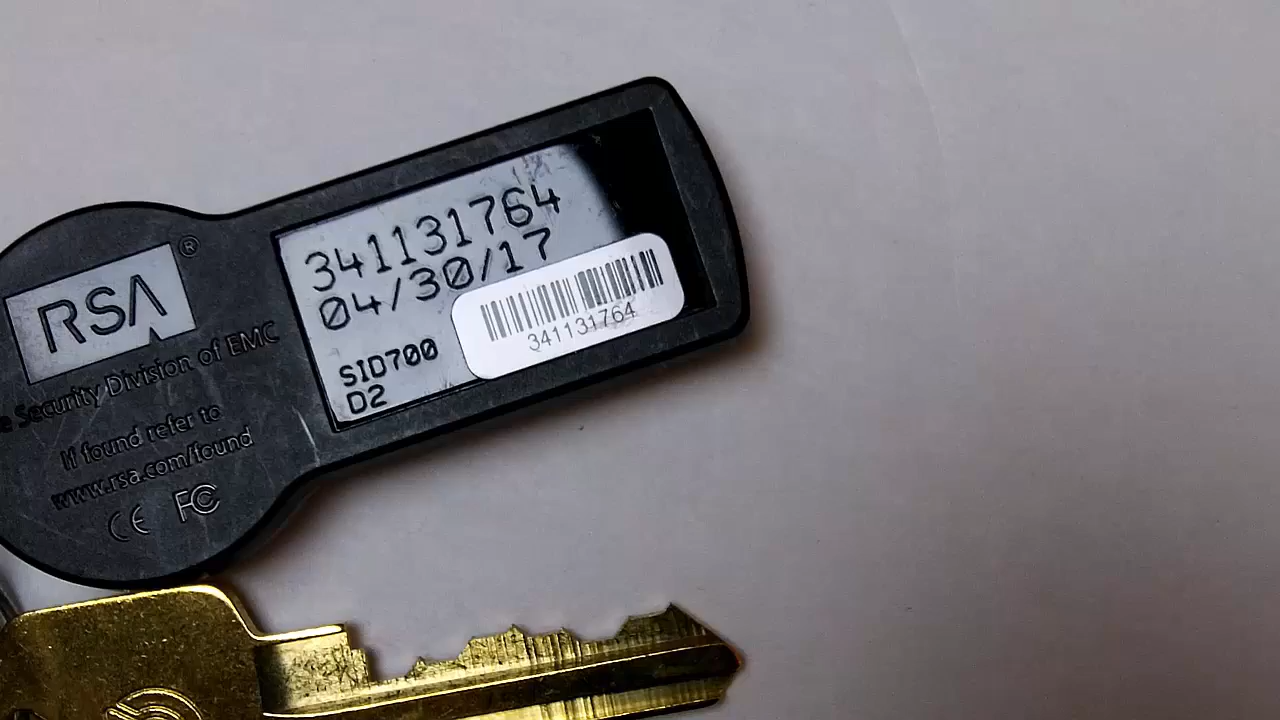 341131764
04/30/17
SID700
D2
341131764
RSA®
Security Division of EMC
If found refer to
www.rsa.com/found
CE FC